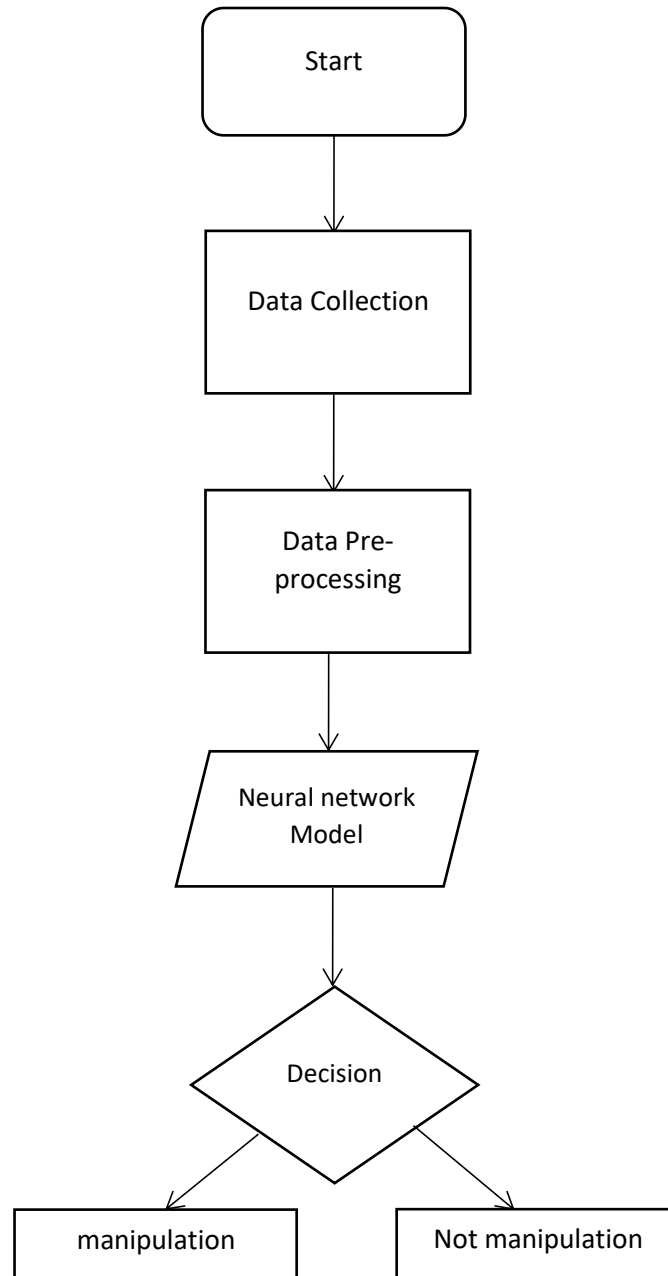 Start
Data Collection
Data Pre-
processing
Neural network
Model
Decision
manipulation
Not manipulation